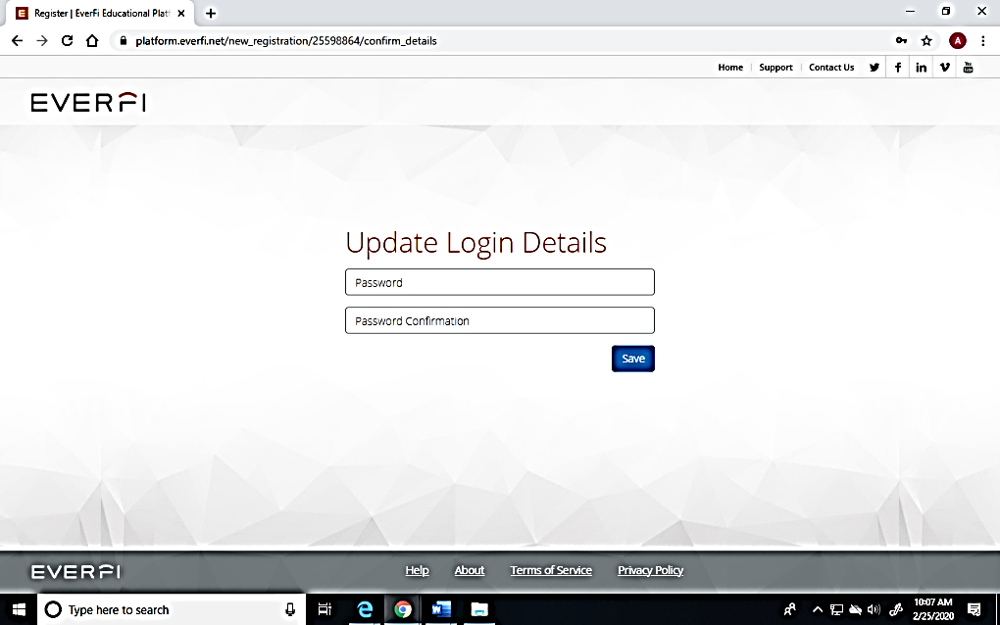 Register | EverFi Educational Plat
platform.everfi.net/new_registration/25598864/confirm_details
A
Home Support Contact Us
EVERFI
Update Login Details
Password
Password Confirmation
Save
EVERFI Help About Terms of Service Privacy Policy
Type here to search
10:07 AM
2/25/2020